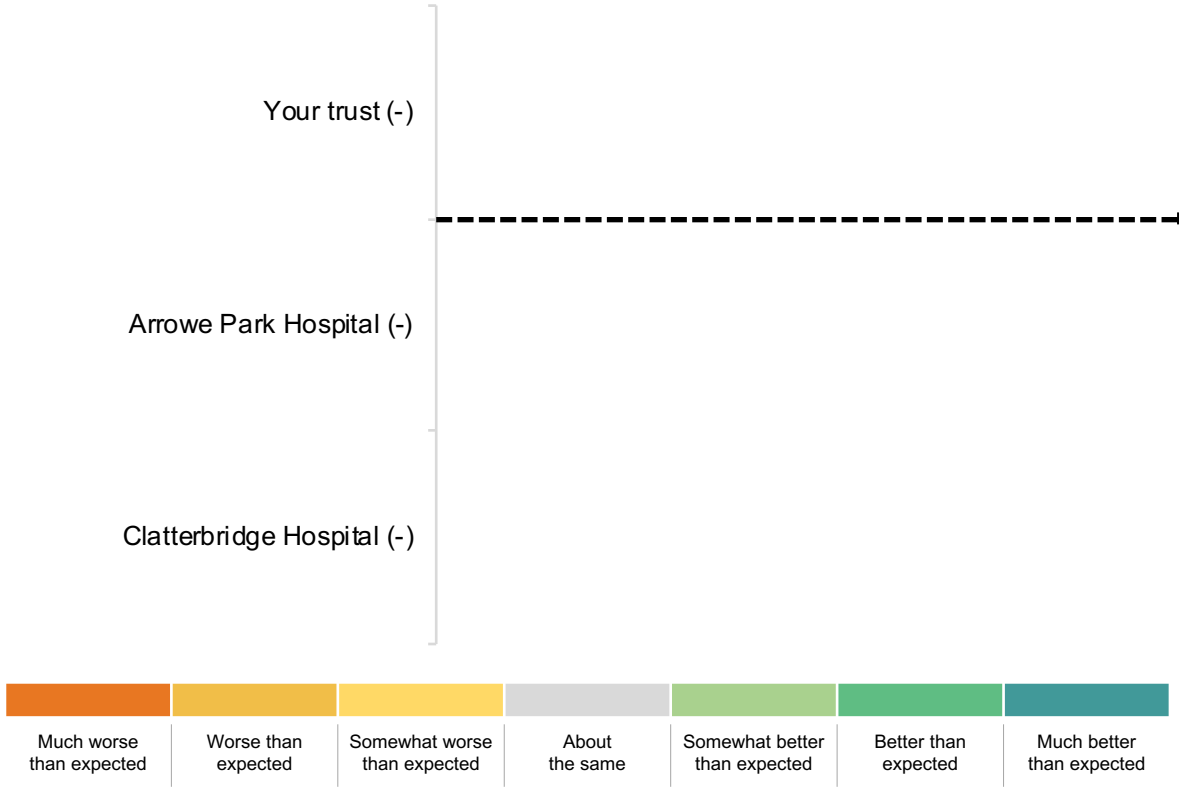 Your trust (-)
Arrowe Park Hospital (-)
Clatterbridge Hospital (-)
Much worse
than expected
Worse than
expected
Somewhat worse
than expected
About
the same
Somewhat better
than expected
Better than
expected
Much better
than expected